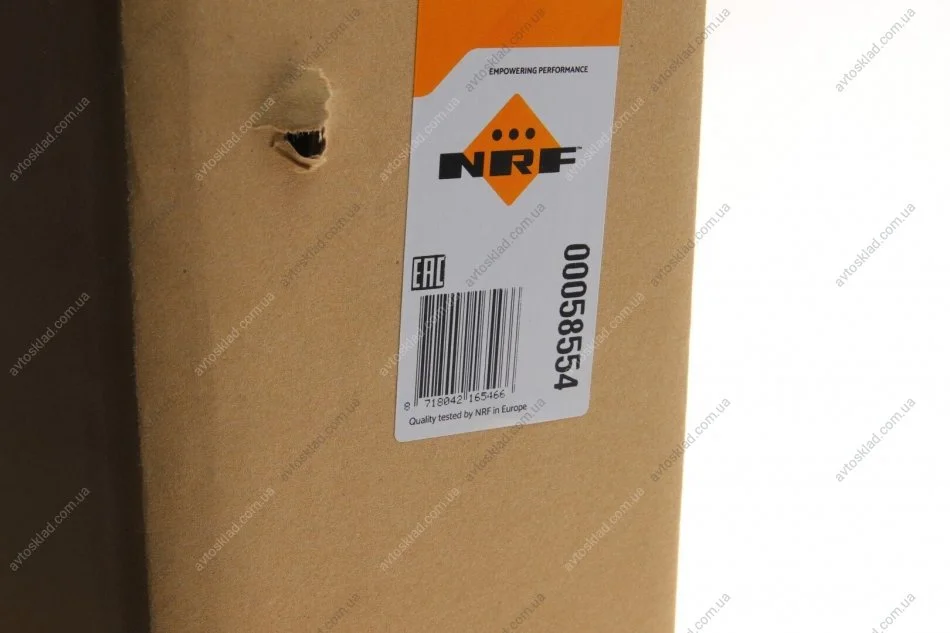 EMPOWERING PERFORMANCE
NRF
00058554
EAC
8 718042 165466
Quality tested by NRF in Europe
avtosklad.com.ua